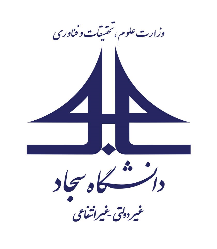 وزارت علوم، تحقیقات و فناوری
دانشگاه سجاد
غیردولتی-غیرانتفاعی